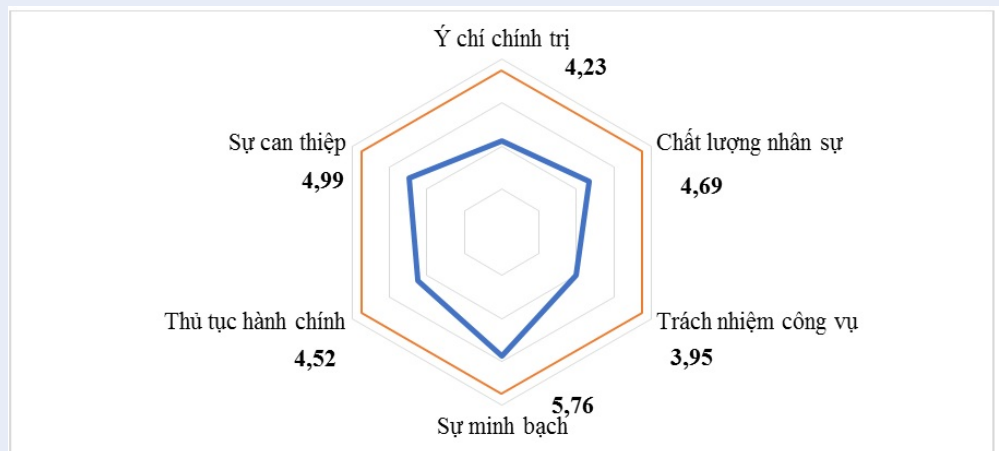 Ý chí chính trị
4,23
Sự can thiệp
4,99
Chất lượng nhân sự
4,69
Thủ tục hành chính
4,52
Trách nhiệm công vụ
3,95
5,76
Sự minh bạch